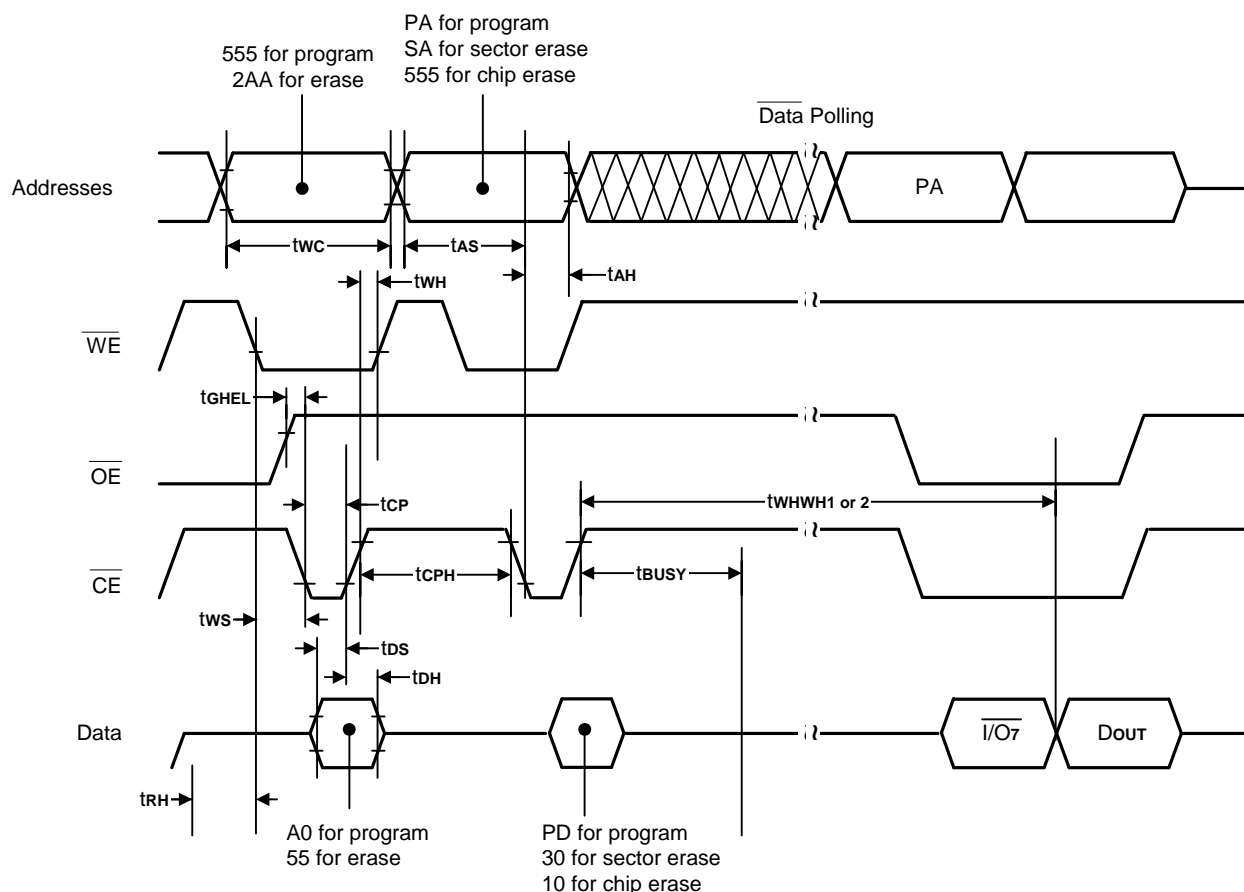 555 for program
2AA for erase
PA for program
SA for sector erase
555 for chip erase
Data Polling
Addresses
PA
tWC
tAS
tAH
tWH
WE
tGHEL
OE
tCP
tWHWH1 or 2
CE
tCPH
tBUSY
tWS
tDS
tDH
Data
I/O7
DOUT
tRH
A0 for program
55 for erase
PD for program
30 for sector erase
10 for chip erase